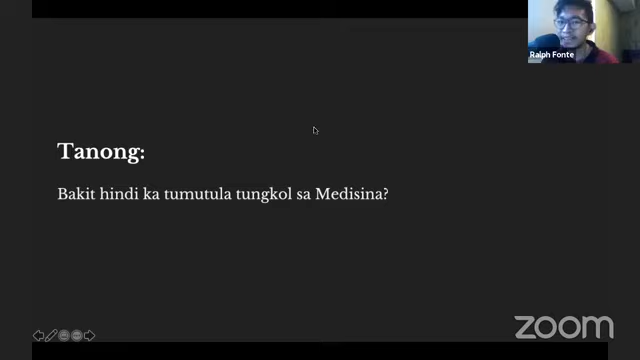 Ralph Fonte
Tanong:
Bakit hindi ka tumutula tungkol sa Medisina?
zoom